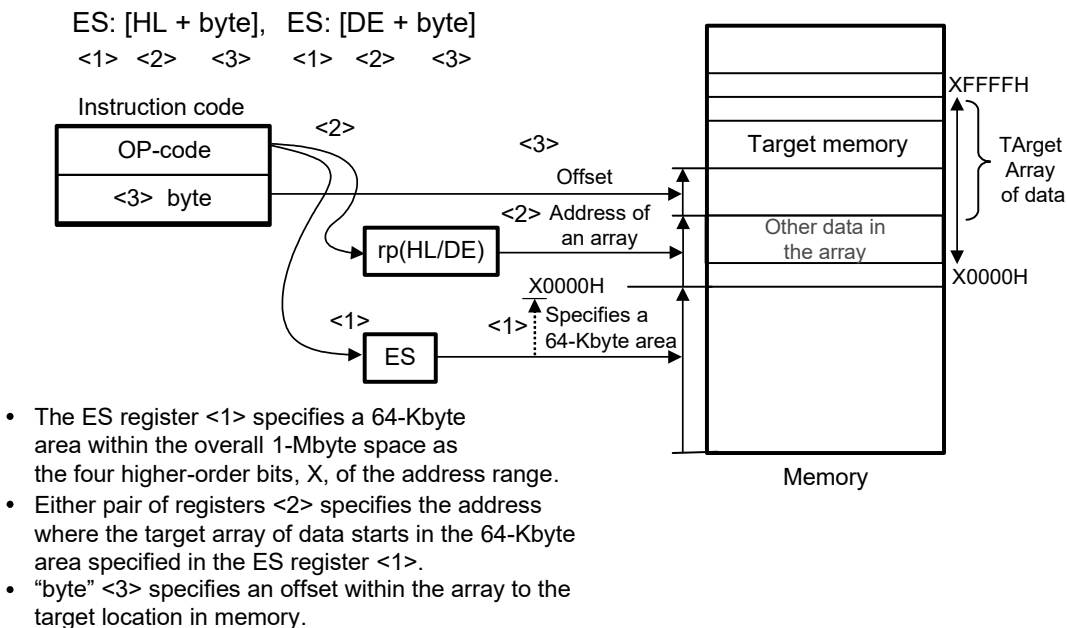 ES: [HL + byte], ES: [DE + byte]
<1> <2> <3> <1> <2> <3>
Instruction code
OP-code
<3> byte
<2>
<3>
Offset
<2> Address of
an array
rp(HL/DE)
X0000H
<1>
<1> Specifies a
64-Kbyte area
ES
XFFFFH
Target memory
TArget
Array
of data
Other data in
the array
X0000H
Memory
• The ES register <1> specifies a 64-Kbyte
area within the overall 1-Mbyte space as
the four higher-order bits, X, of the address range.
• Either pair of registers <2> specifies the address
where the target array of data starts in the 64-Kbyte
area specified in the ES register <1>.
• “byte” <3> specifies an offset within the array to the
target location in memory.